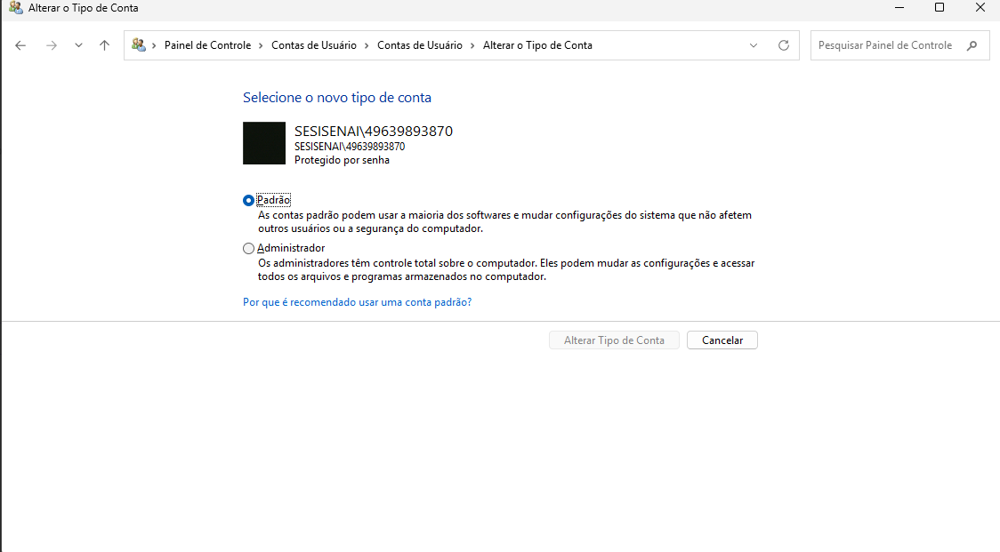 Alterar o Tipo de Conta
Painel de Controle > Contas de Usuário > Contas de Usuário > Alterar o Tipo de Conta
Pesquisar Painel de Controle
Selecione o novo tipo de conta
SESISENAI\49639893870
SESISENAI\49639893870
Protegido por senha
Padrão
As contas padrão podem usar a maioria dos softwares e mudar configurações do sistema que não afetem
outros usuários ou a segurança do computador.
Administrador
Os administradores têm controle total sobre o computador. Eles podem mudar as configurações e acessar
todos os arquivos e programas armazenados no computador.
Por que é recomendado usar uma conta padrão?
Alterar Tipo de Conta
Cancelar